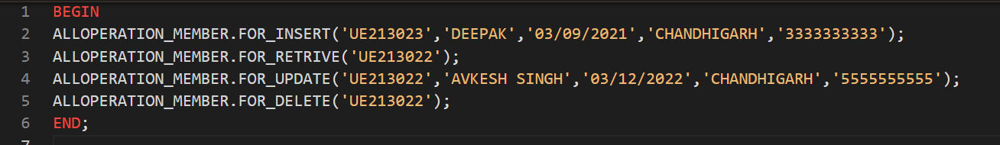 1 BEGIN
2 ALLOPERATION_MEMBER.FOR_INSERT('UE213023','DEEPAK','03/09/2021','CHANDHIGARH','3333333333');
3 ALLOPERATION_MEMBER.FOR_RETRIVE('UE213022');
4 ALLOPERATION_MEMBER.FOR_UPDATE('UE213022','AVKESH SINGH','03/12/2022','CHANDHIGARH','5555555555');
5 ALLOPERATION_MEMBER.FOR_DELETE('UE213022');
6 END;
7